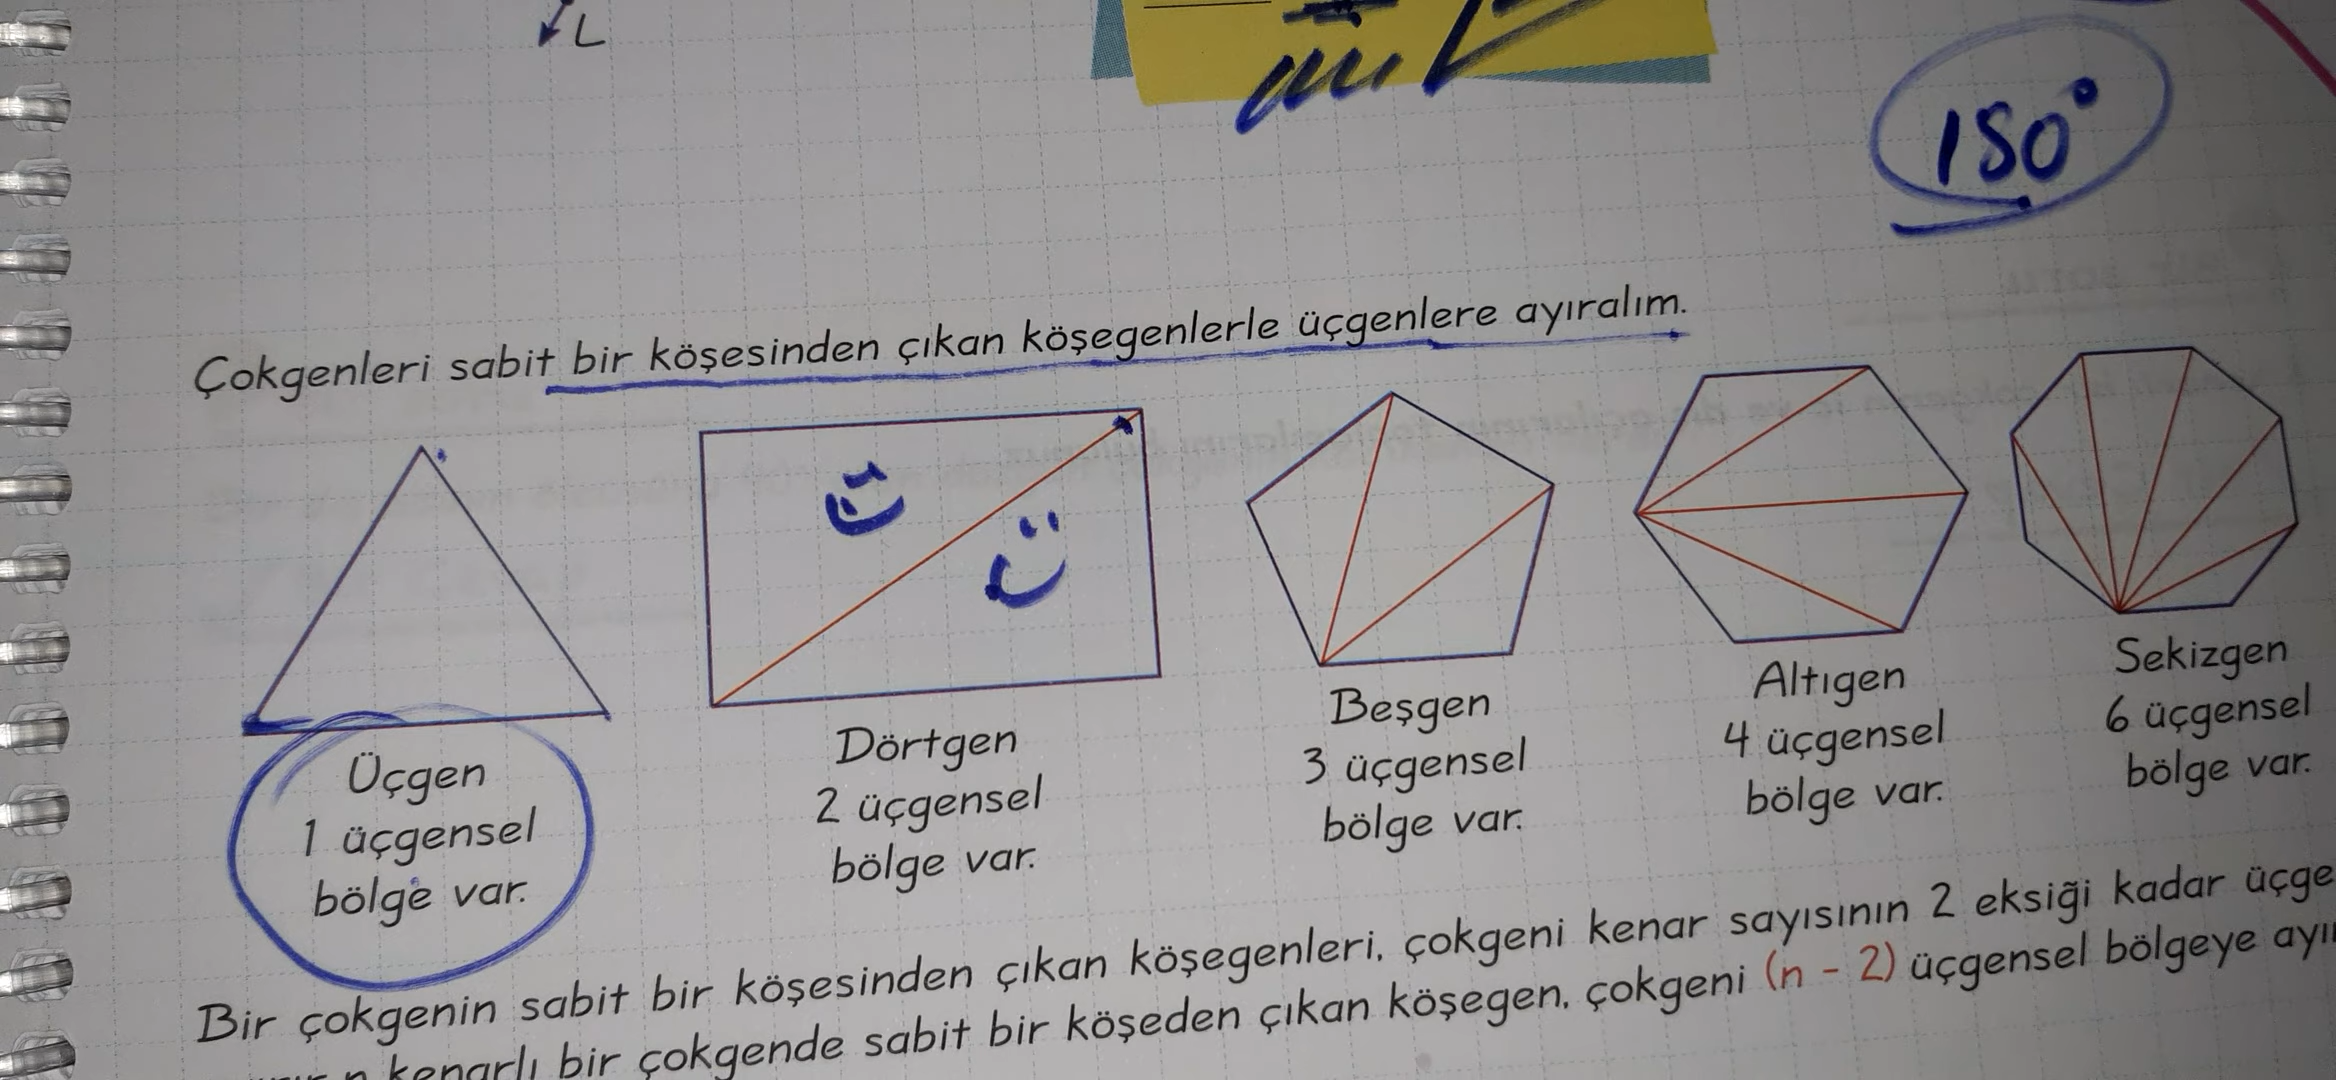 L
180°
Çokgenleri sabit bir köşesinden çıkan köşegenlerle üçgenlere ayıralım.
Üçgen
1 üçgensel
bölge var.
Dörtgen
2 üçgensel
bölge var.
Beşgen
3 üçgensel
bölge var.
Altıgen
4 üçgensel
bölge var.
Sekizgen
6 üçgensel
bölge var.
Bir çokgenin sabit bir köşesinden çıkan köşegenleri, çokgeni kenar sayısının 2 eksiği kadar üçge
n kenarlı bir çokgende sabit bir köşeden çıkan köşegen, çokgeni (n - 2) üçgensel bölgeye ayı